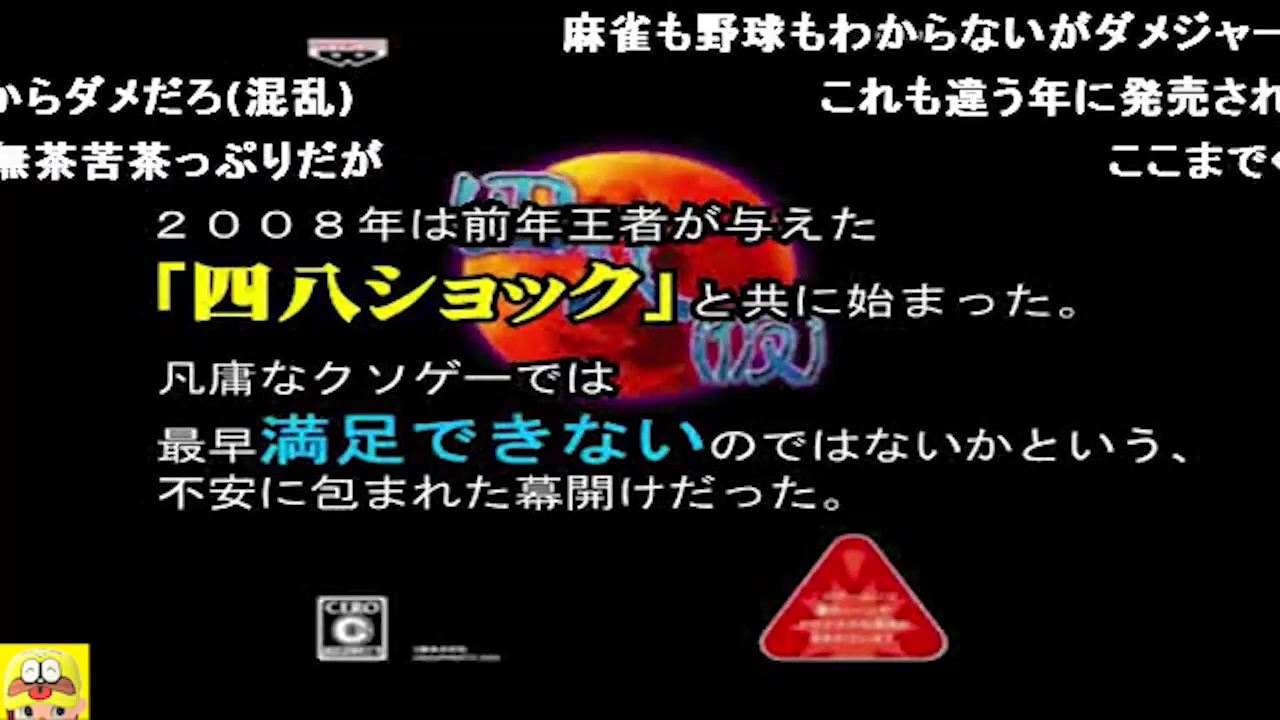 麻雀も野球もわからないがダメジャー
からダメだろ(混乱)
これも違う年に発売され
無茶苦茶っぷりだが
ここまで
２００８年は前年王者が与えた
「四八ショック」と共に始まった。
(仮)
凡庸なクソゲーでは
最早満足できないのではないかという、
不安に包まれた幕開けだった。
CERO
C